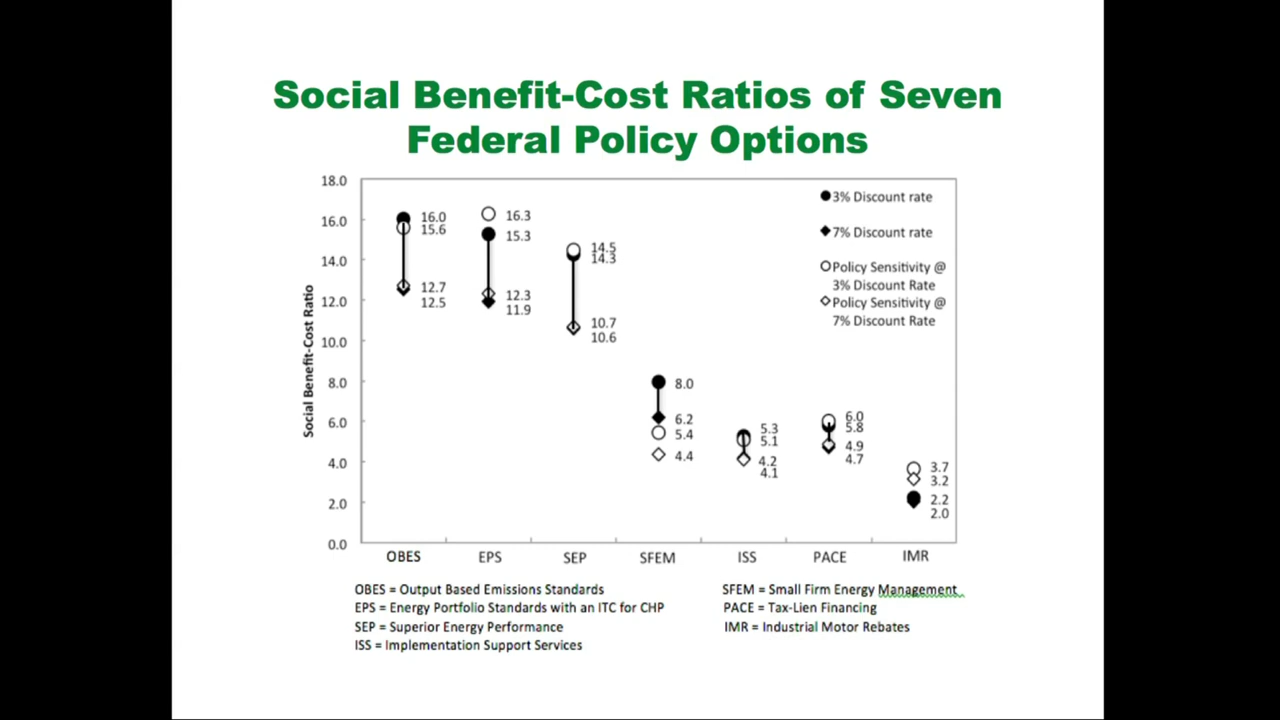 Social Benefit-Cost Ratios of Seven
Federal Policy Options
18.0
16.0
14.0
12.0
10.0
8.0
6.0
4.0
2.0
0.0
Social Benefit-Cost Ratio
16.0
15.6
12.7
12.5
16.3
15.3
12.3
11.9
14.5
14.3
10.7
10.6
8.0
6.2
5.4
4.4
5.3
5.1
4.2
4.1
6.0
5.8
4.9
4.7
3.7
3.2
2.2
2.0
3% Discount rate
7% Discount rate
Policy Sensitivity @
3% Discount Rate
Policy Sensitivity @
7% Discount Rate
OBES EPS SEP SFEM ISS PACE IMR
OBES = Output Based Emissions Standards
EPS = Energy Portfolio Standards with an ITC for CHP
SEP = Superior Energy Performance
ISS = Implementation Support Services
SFEM = Small Firm Energy Management
PACE = Tax-Lien Financing
IMR = Industrial Motor Rebates